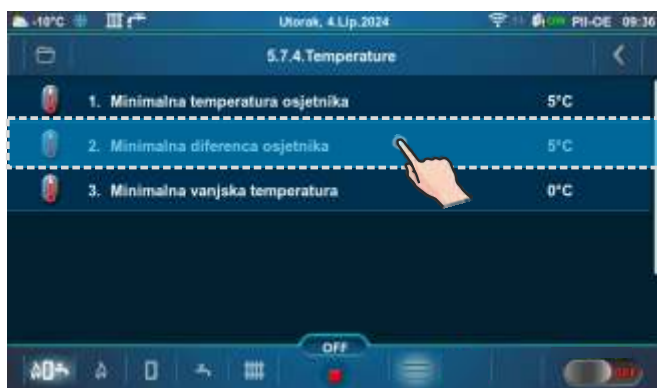 -10°C Utorak, 4.Lip.2024 PII-OE 09:36
5.7.4.Temperature
1. Minimalna temperatura osjetnika 5°C
2. Minimalna diferenca osjetnika 5°C
3. Minimalna vanjska temperatura 0°C
OFF
OFF